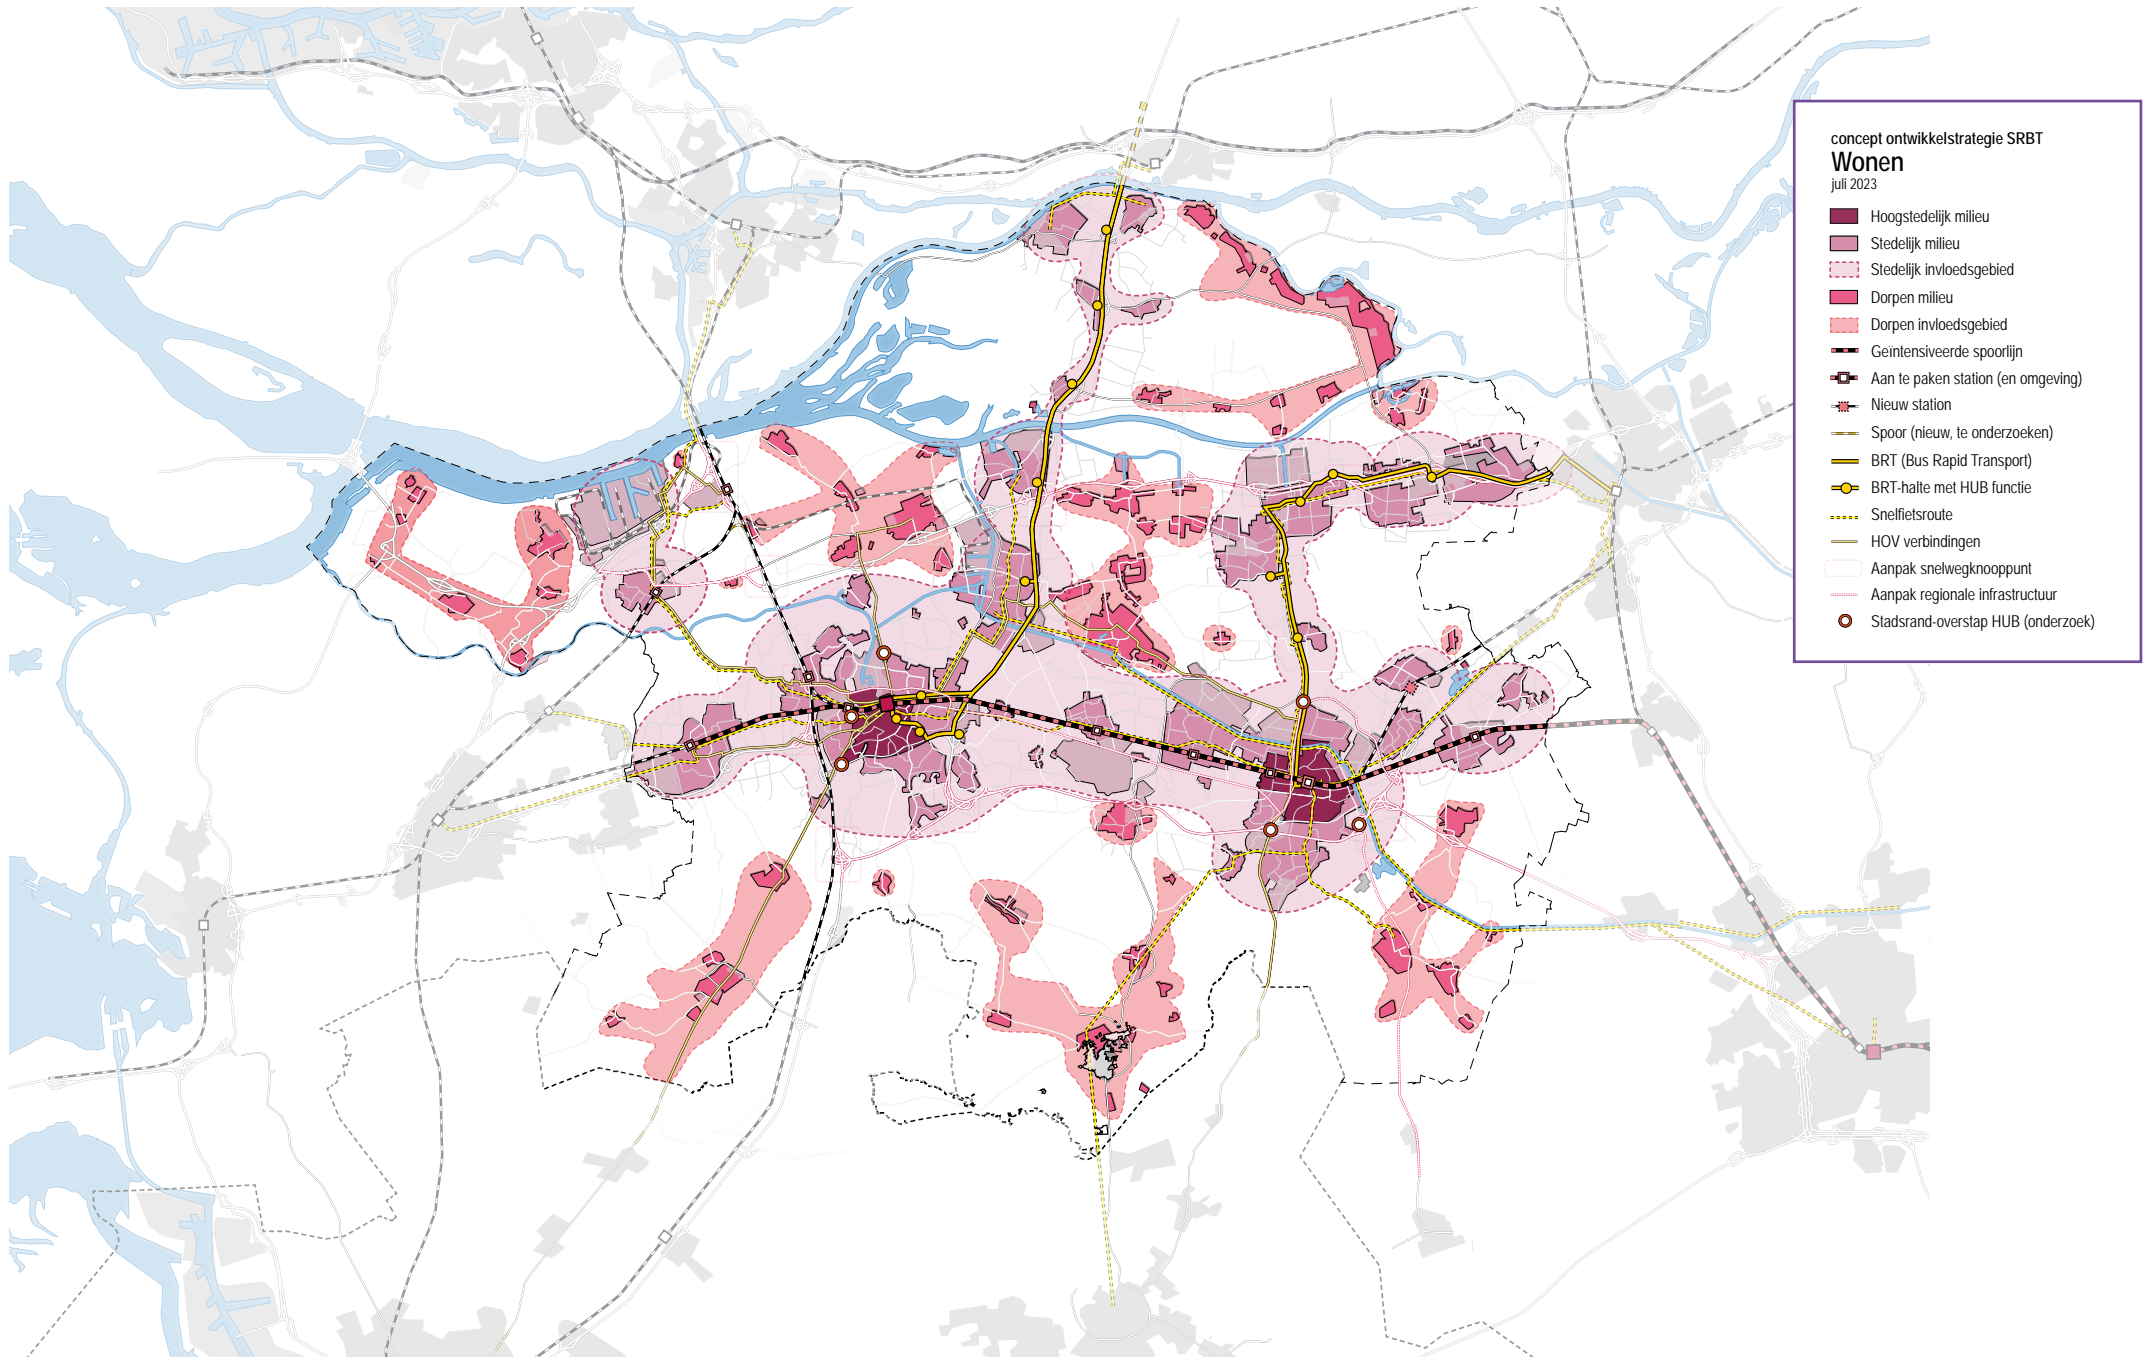 concept ontwikkelstrategie SRBT
Wonen
juli 2023
Hoogstedelijk milieu
Stedelijk milieu
Stedelijk invloedsgebied
Dorpen milieu
Dorpen invloedsgebied
Geïntensiveerde spoorlijn
Aan te paken station (en omgeving)
Nieuw station
Spoor (nieuw, te onderzoeken)
BRT (Bus Rapid Transport)
BRT-halte met HUB functie
Snelfietsroute
HOV verbindingen
Aanpak snelwegknooppunt
Aanpak regionale infrastructuur
Stadsrand-overstap HUB (onderzoek)